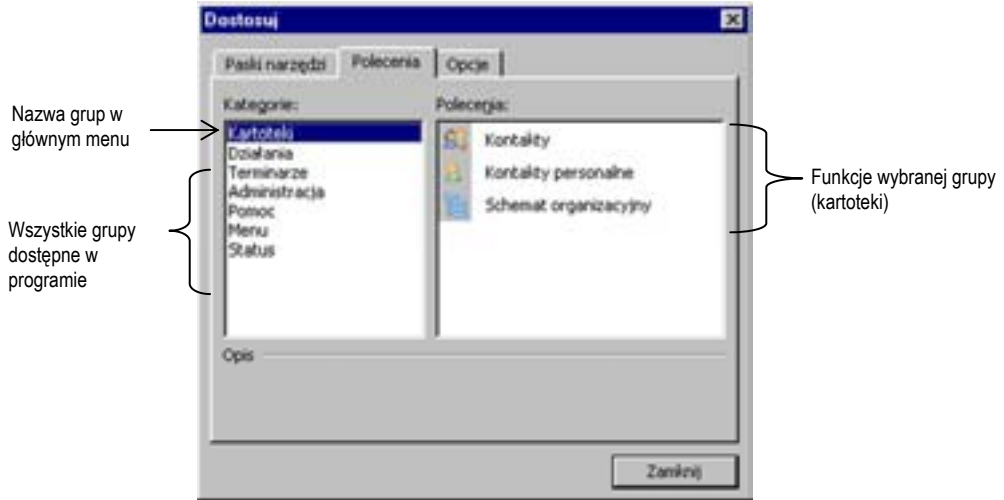 Dostosuj
Paski narzędzi
Polecenia
Opcje
Kategorie:
Polecenia:
Nazwa grup w
głównym menu
Kartoteki
Działania
Terminarze
Administracja
Pomoc
Menu
Status
Kontakty
Kontakty personalne
Schemat organizacyjny
Funkcje wybranej grupy
(kartoteki)
Wszystkie grupy
dostępne w
programie
Opis
Zamknij